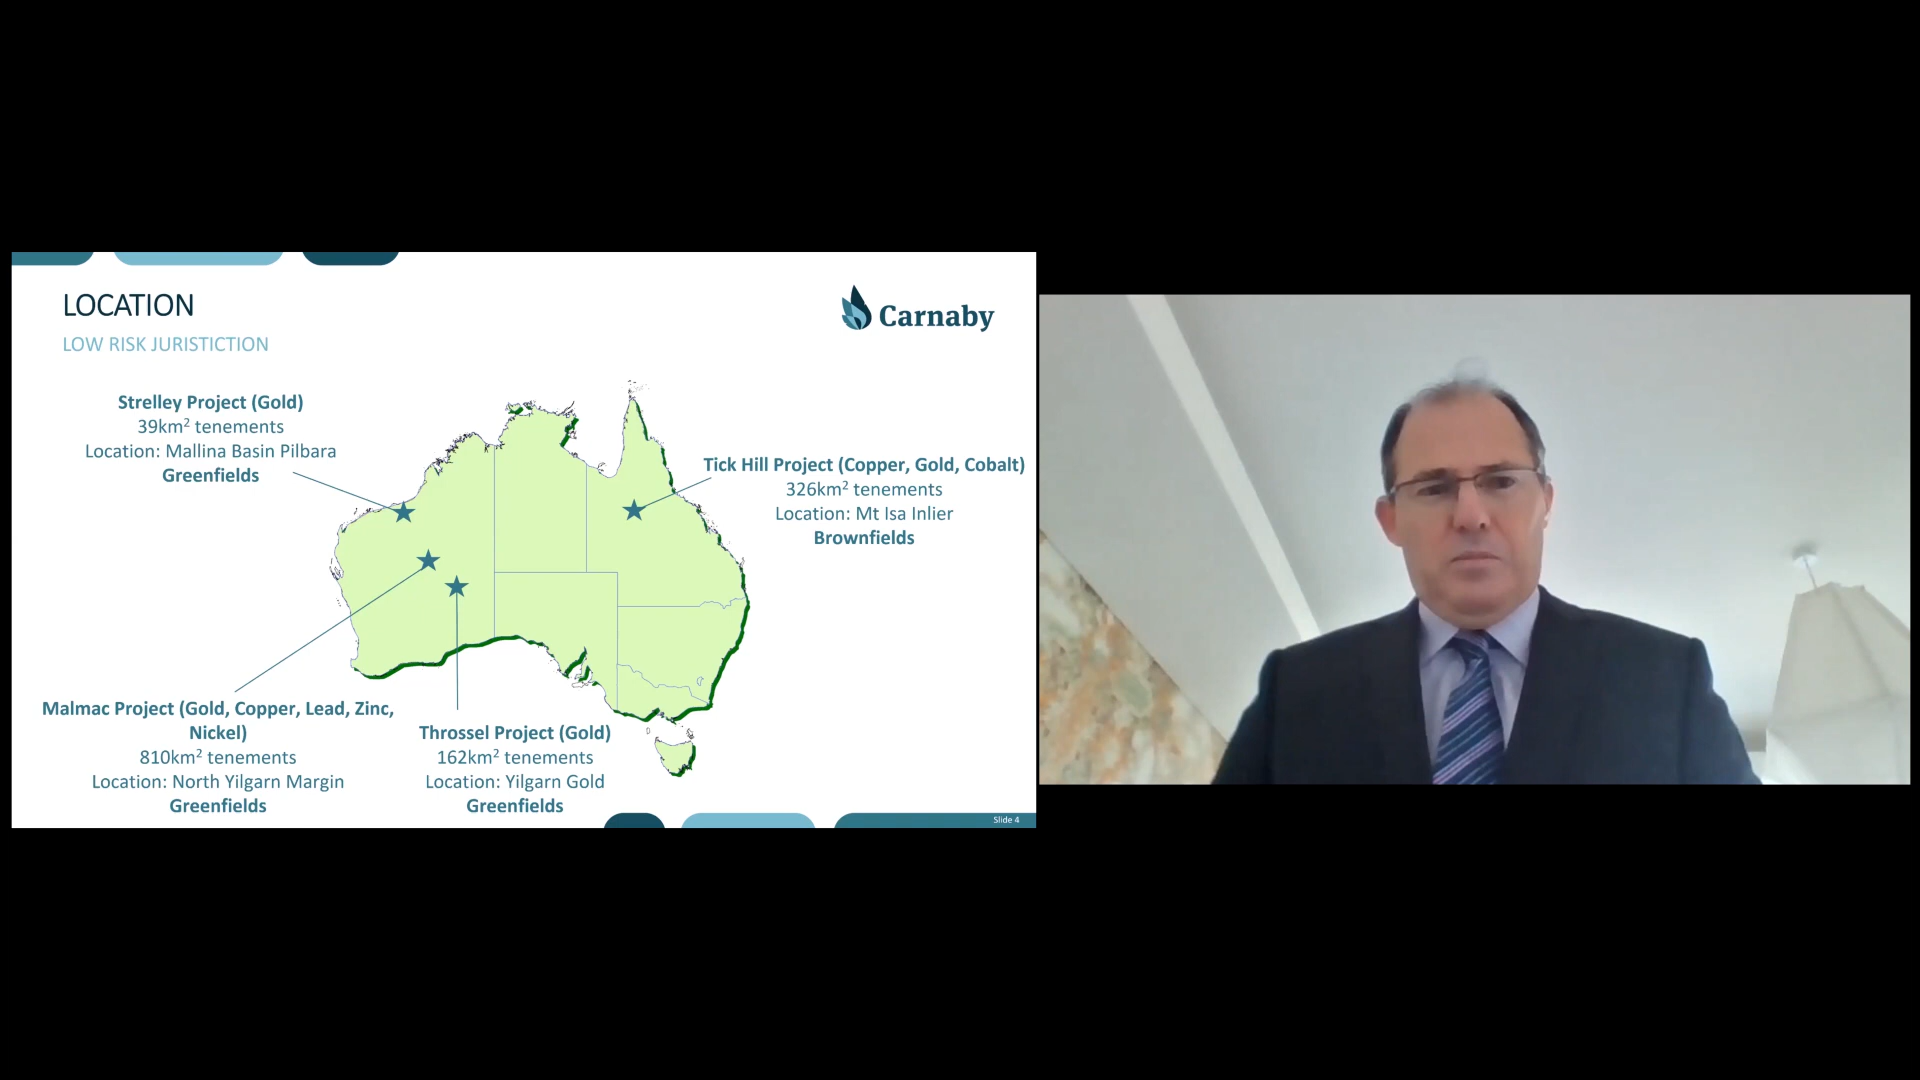 LOCATION
LOW RISK JURISTICTION
Carnaby
Strelley Project (Gold)
39km² tenements
Location: Mallina Basin Pilbara
Greenfields
Tick Hill Project (Copper, Gold, Cobalt)
326km² tenements
Location: Mt Isa Inlier
Brownfields
Malmac Project (Gold, Copper, Lead, Zinc,
Nickel)
810km² tenements
Location: North Yilgarn Margin
Greenfields
Throssel Project (Gold)
162km² tenements
Location: Yilgarn Gold
Greenfields
Slide 4